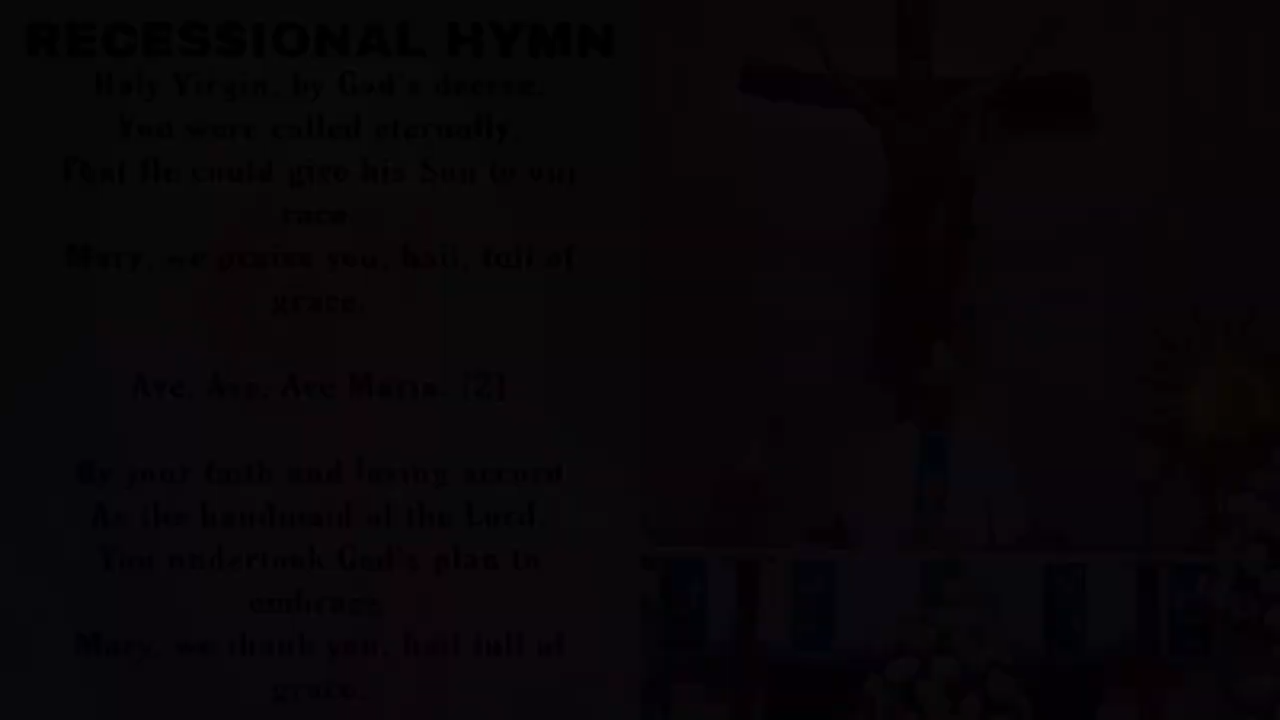 RECESSIONAL HYMN
Holy Virgin, by God's decree,
You were called eternally
That He could give his Son to our
race
Mary, we praise you, hail, full of
grace.
Ave, Ave, Ave Maria. [2]
By your faith and loving accord
As the handmaid of the Lord,
You undertook God's plan to
embrace
Mary, we thank you, hail full of
grace.